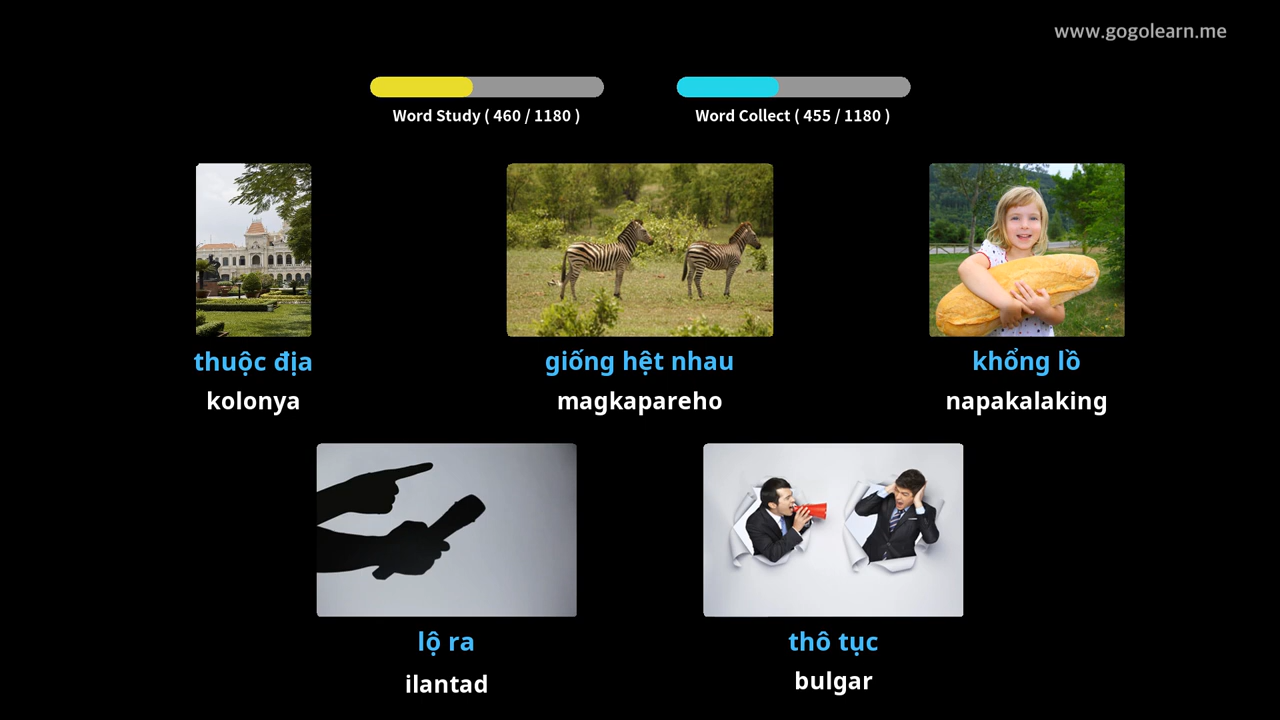 www.gogolearn.me
Word Study ( 460 / 1180 )
Word Collect ( 455 / 1180 )
thuộc địa
kolonya
giống hệt nhau
magkapareho
khổng lồ
napakalaking
lộ ra
ilantad
thô tục
bulgar